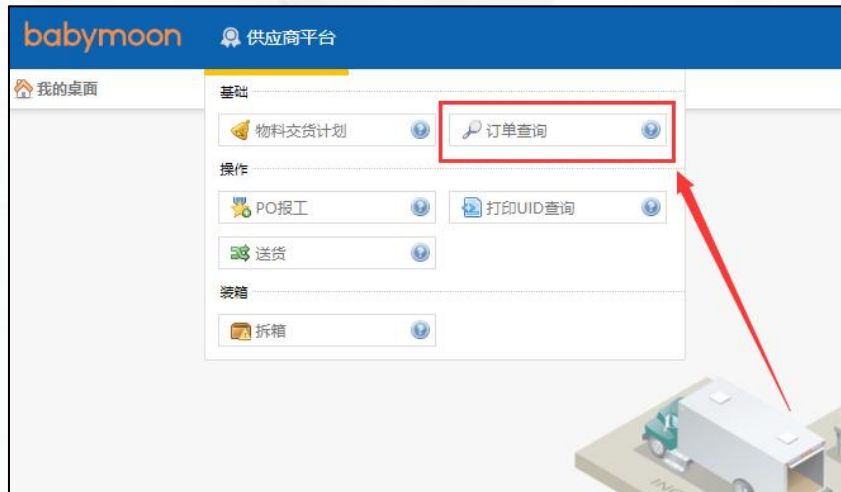 babymoon 供应商平台
我的桌面
基础
物料交货计划 订单查询
操作
PO报工 打印UID查询
送货
装箱
拆箱